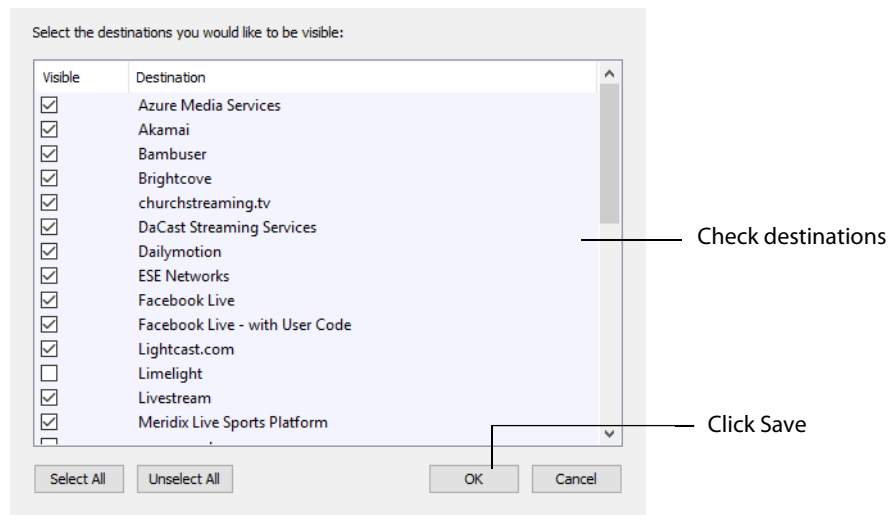 Select the destinations you would like to be visible:
Visible Destination
Azure Media Services
Akamai
Bambuser
Brightcove
churchstreaming.tv
DaCast Streaming Services
Dailymotion
ESE Networks
Facebook Live
Facebook Live - with User Code
Lightcast.com
Limelight
Livestream
Meridix Live Sports Platform
Check destinations
Click Save
Select All Unselect All OK Cancel